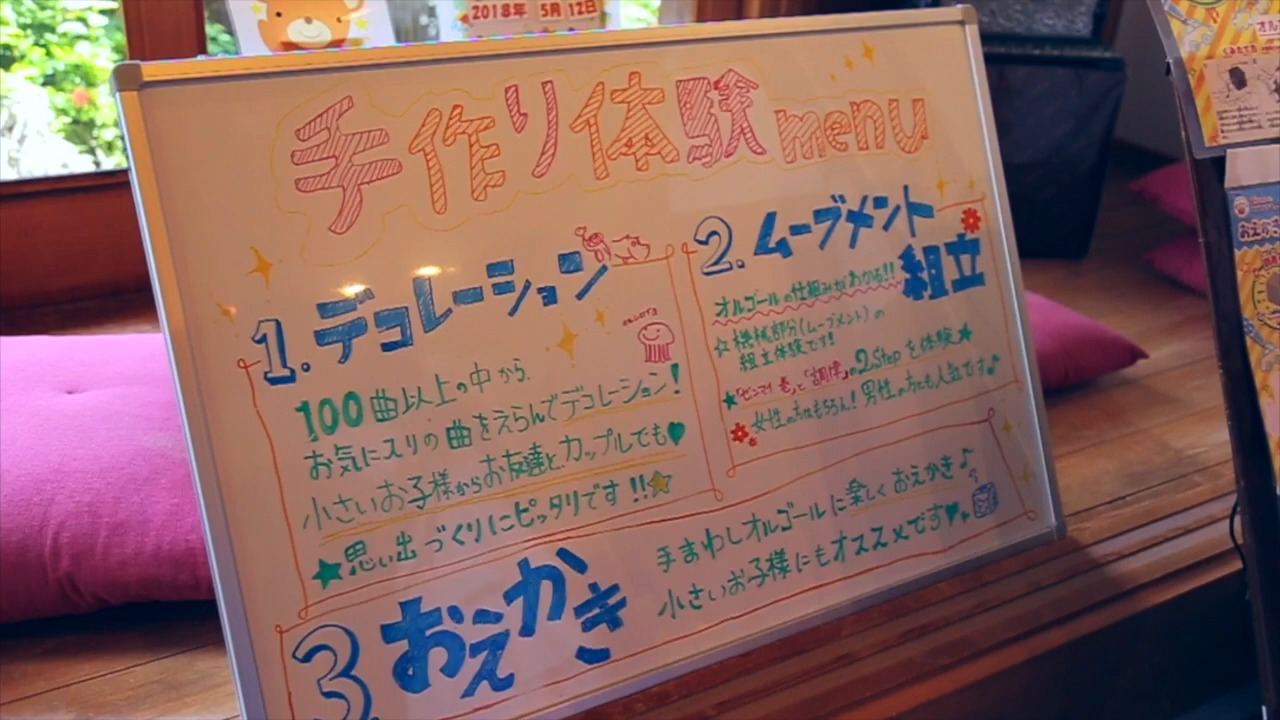 2018年 5月12日
手作り体験menu
1.デコレーション
100曲以上の中から、
お気にスリの曲をえらんでデコレーション!
小さいお子様からお友達と、カップルでも♥
★思い出づくりにピッタリです!!☆
2.ムーブメント
組立
オルゴールの仕組みがわかる!!
☆機械部分(ムーブメント)の
組立体験です!
★「ゼンマイ巻」と「調律」の2Stepを体験★
女性の方はもちろん!男性の方にも人気です♪
3.おえかき
手まわしオルゴールに楽しくおえかき♪
小さいお子様にもオススメです♥